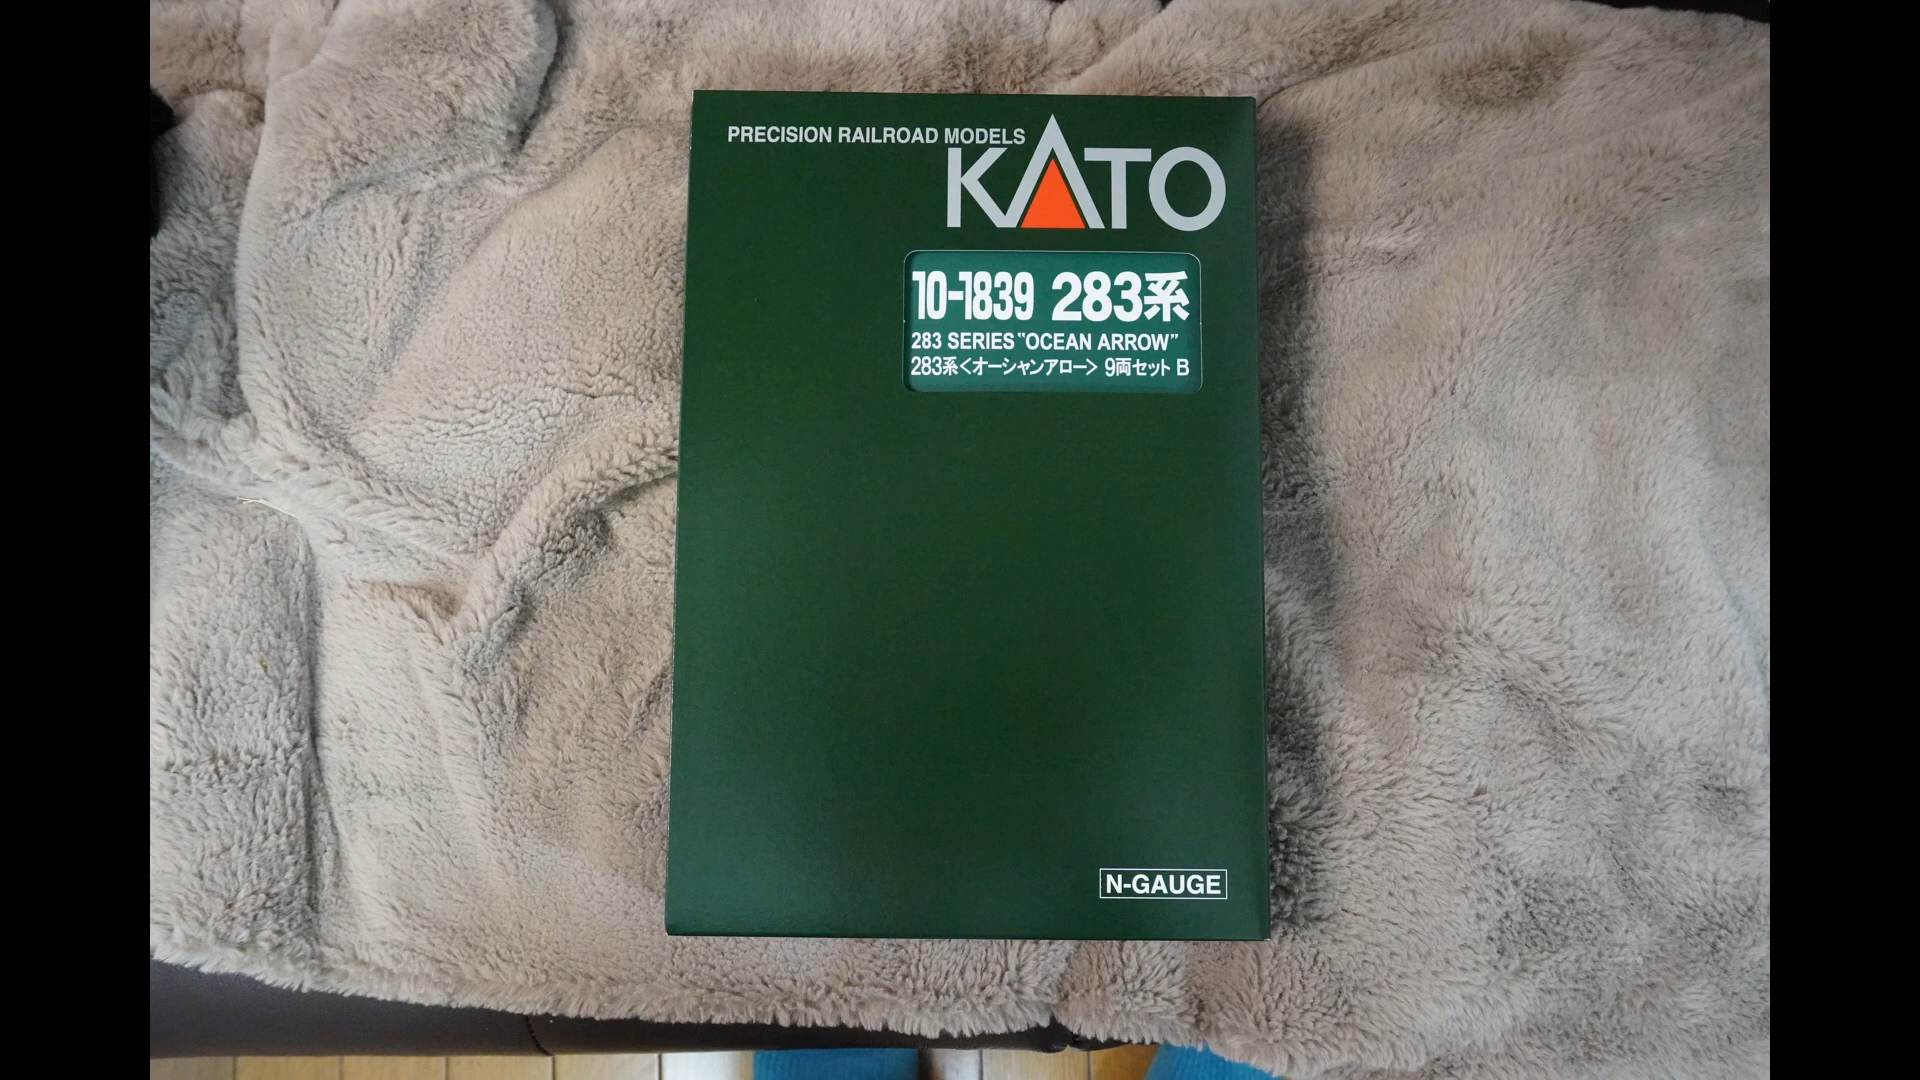 PRECISION RAILROAD MODELS
KATO
10-1839 283系
283 SERIES "OCEAN ARROW"
283系<オーシャンアロー> 9両セット B
N-GAUGE